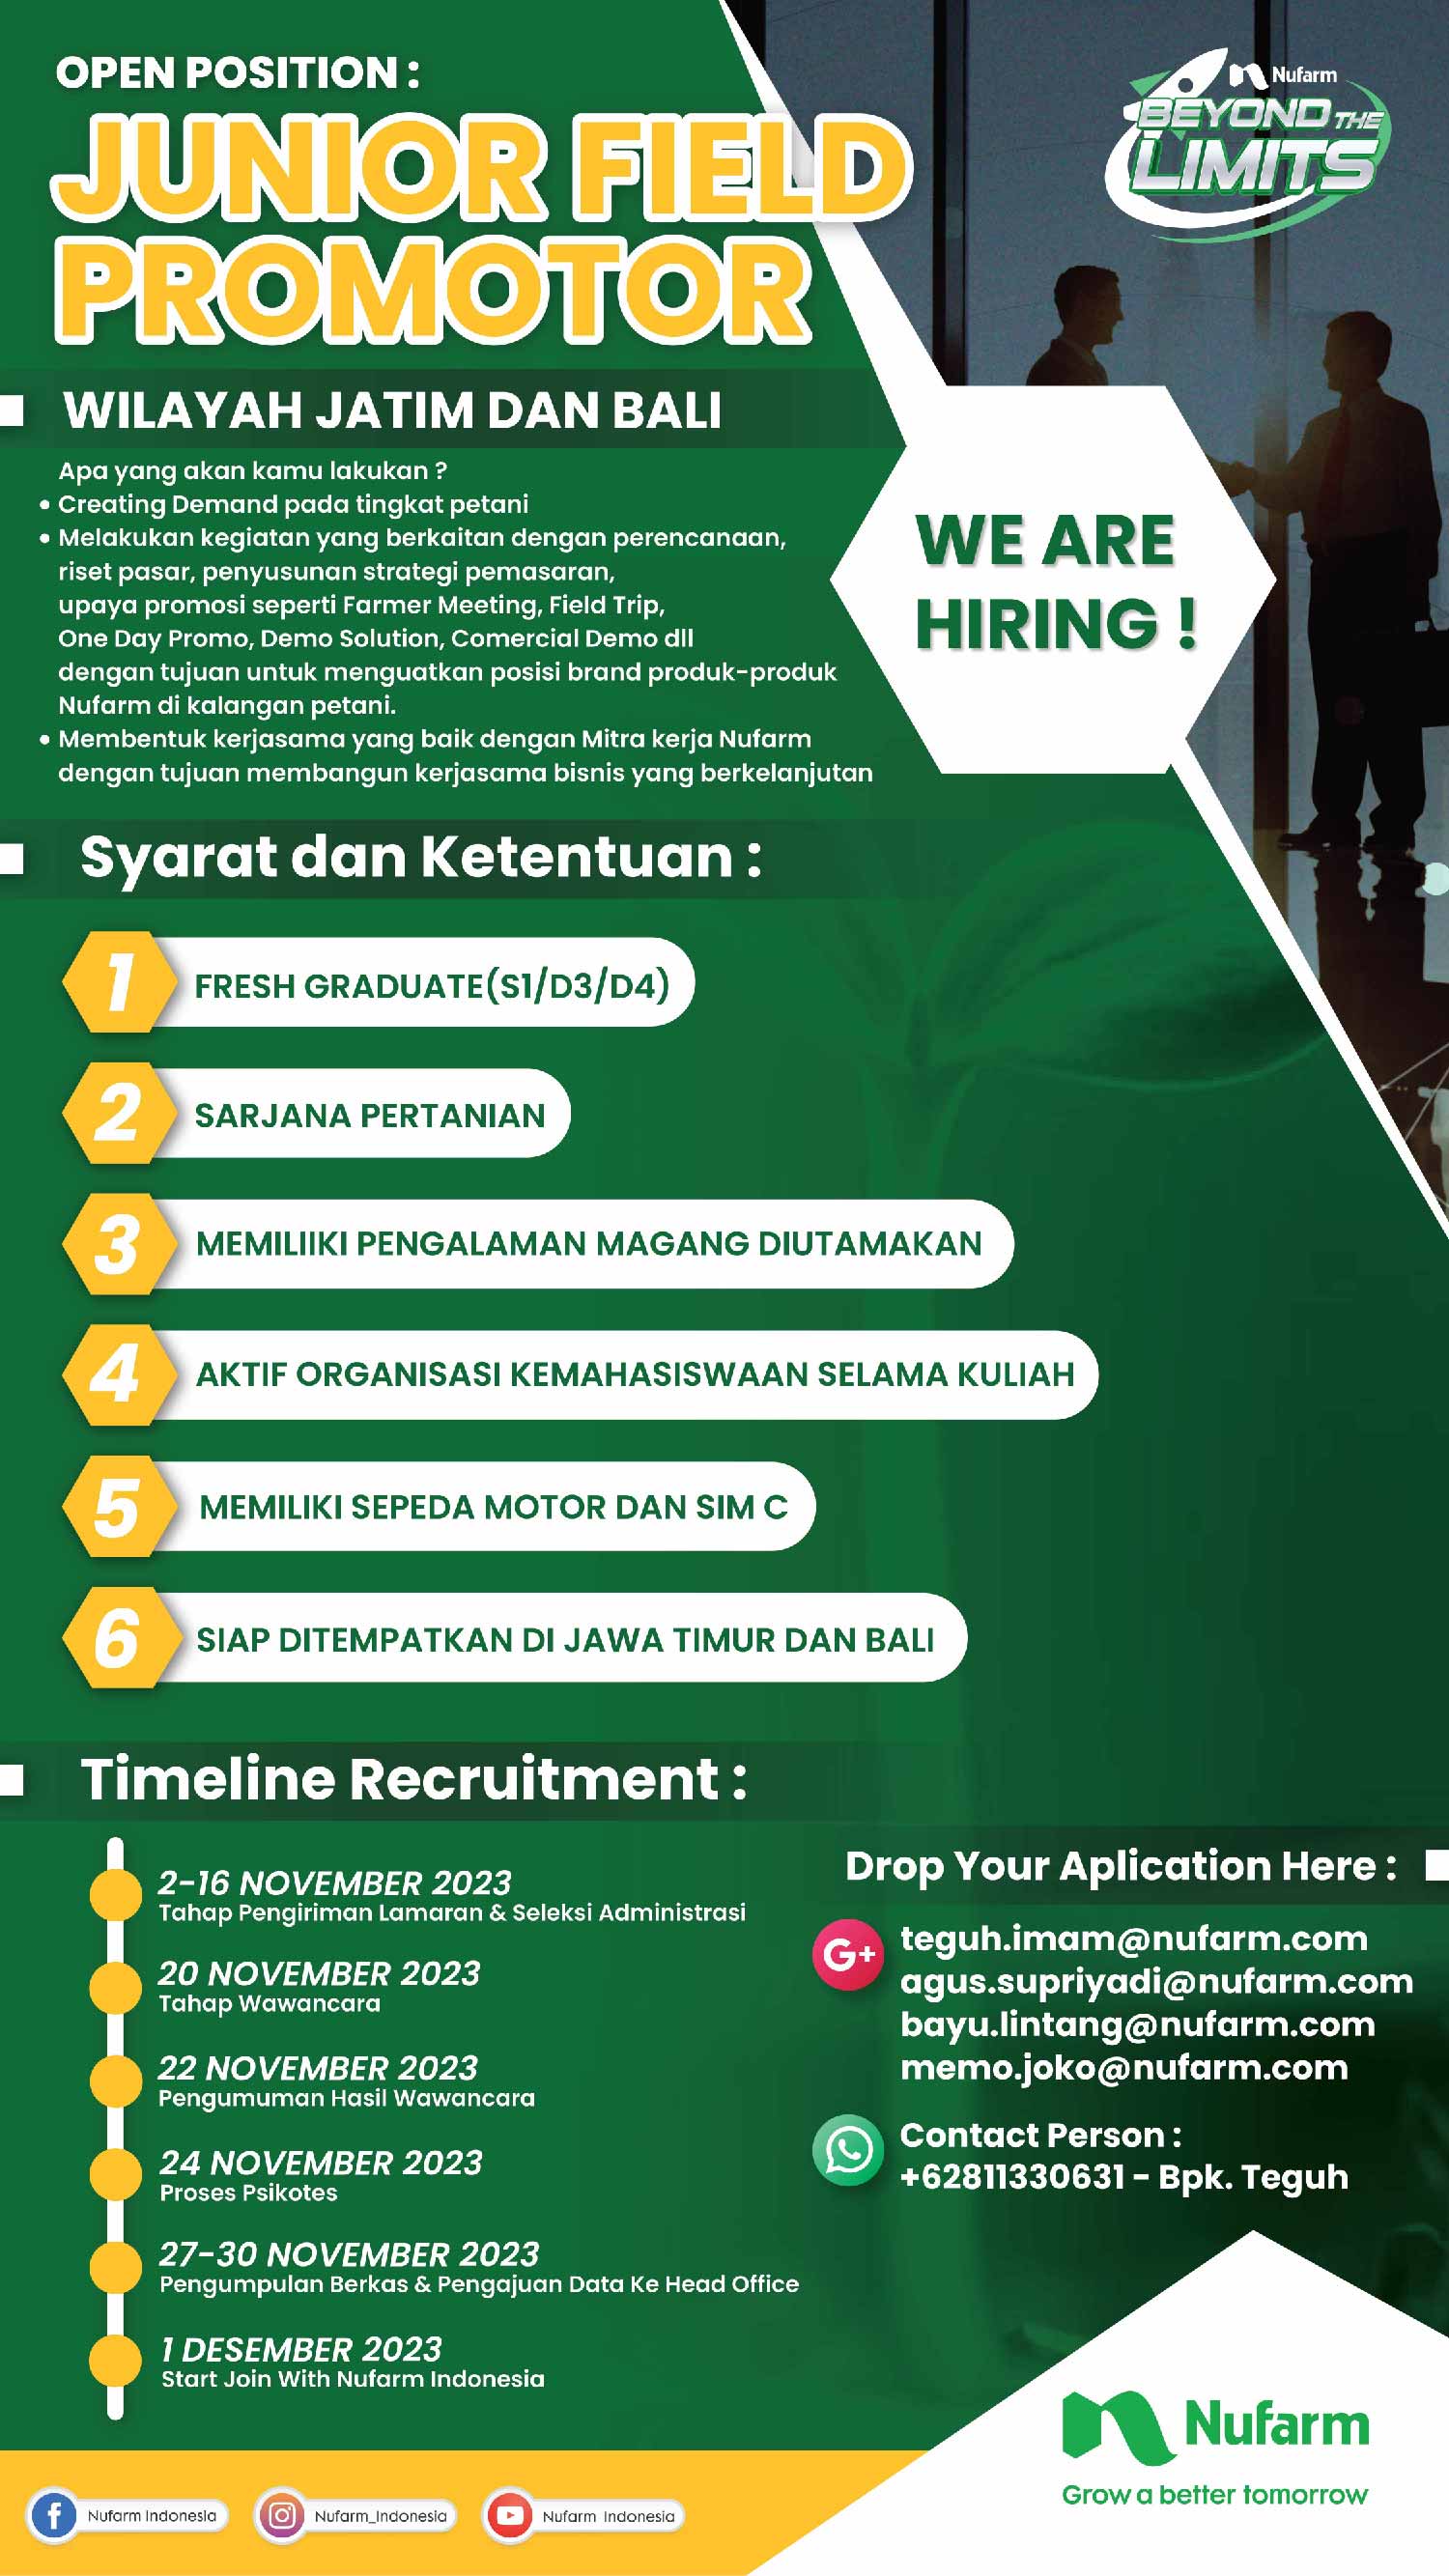 OPEN POSITION :
JUNIOR FIELD
PROMOTOR
Nufarm
BEYOND THE
LIMITS
WILAYAH JATIM DAN BALI
Apa yang akan kamu lakukan ?
• Creating Demand pada tingkat petani
• Melakukan kegiatan yang berkaitan dengan perencanaan,
riset pasar, penyusunan strategi pemasaran,
upaya promosi seperti Farmer Meeting, Field Trip,
One Day Promo, Demo Solution, Comercial Demo dll
dengan tujuan untuk menguatkan posisi brand produk-produk
Nufarm di kalangan petani.
• Membentuk kerjasama yang baik dengan Mitra kerja Nufarm
dengan tujuan membangun kerjasama bisnis yang berkelanjutan
WE ARE
HIRING !
Syarat dan Ketentuan :
1 FRESH GRADUATE(S1/D3/D4)
2 SARJANA PERTANIAN
3 MEMILIIKI PENGALAMAN MAGANG DIUTAMAKAN
4 AKTIF ORGANISASI KEMAHASISWAAN SELAMA KULIAH
5 MEMILIKI SEPEDA MOTOR DAN SIM C
6 SIAP DITEMPATKAN DI JAWA TIMUR DAN BALI
Timeline Recruitment :
2-16 NOVEMBER 2023
Tahap Pengiriman Lamaran & Seleksi Administrasi
20 NOVEMBER 2023
Tahap Wawancara
22 NOVEMBER 2023
Pengumuman Hasil Wawancara
24 NOVEMBER 2023
Proses Psikotes
27-30 NOVEMBER 2023
Pengumpulan Berkas & Pengajuan Data Ke Head Office
1 DESEMBER 2023
Start Join With Nufarm Indonesia
Drop Your Aplication Here :
G+
teguh.imam@nufarm.com
agus.supriyadi@nufarm.com
bayu.lintang@nufarm.com
memo.joko@nufarm.com
Contact Person :
+62811330631 - Bpk. Teguh
Nufarm
Grow a better tomorrow
Nufarm Indonesia
Nufarm_Indonesia
Nufarm Indonesia